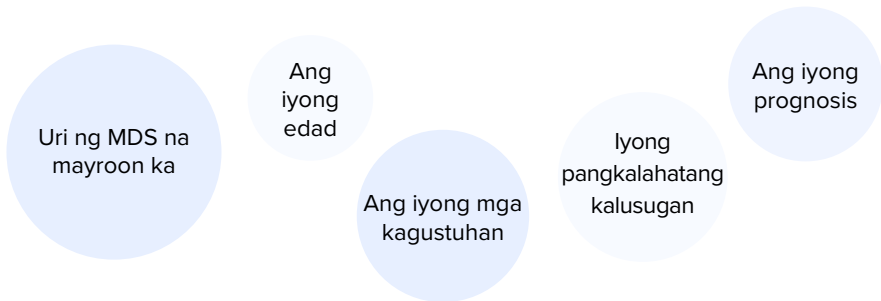 Uri ng MDS na
mayroon ka
Ang
iyong
edad
Ang iyong mga
kagustuhan
Iyong
pangkalahatang
kalusugan
Ang iyong
prognosis